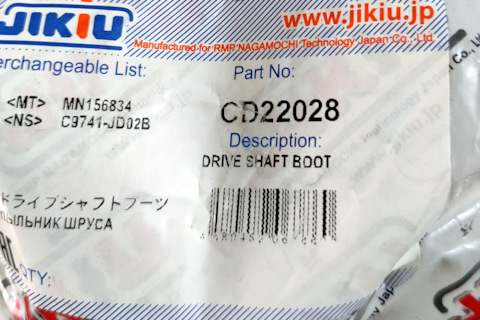 JIKIU
www.jikiu.jp
Manufactured for RMP NAGAMOCHI Technology Japan Co., Ltd.
erchangeable List:
Part No:
<MT> MN156834
<NS> C9741-JD02B
CD22028
Description:
DRIVE SHAFT BOOT
ドライブシャフトブーツ
ПЫЛЬНИК ШРУСА
QTY: